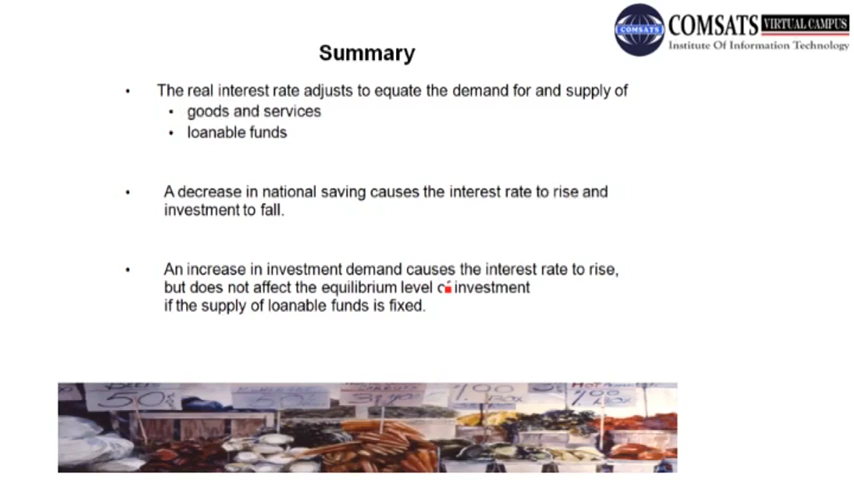 COMSATS VIRTUAL CAMPUS
COMSATS
Institute Of Information Technology
Summary
• The real interest rate adjusts to equate the demand for and supply of
• goods and services
• loanable funds
• A decrease in national saving causes the interest rate to rise and
investment to fall.
• An increase in investment demand causes the interest rate to rise,
but does not affect the equilibrium level of investment
if the supply of loanable funds is fixed.
50¢
1.00